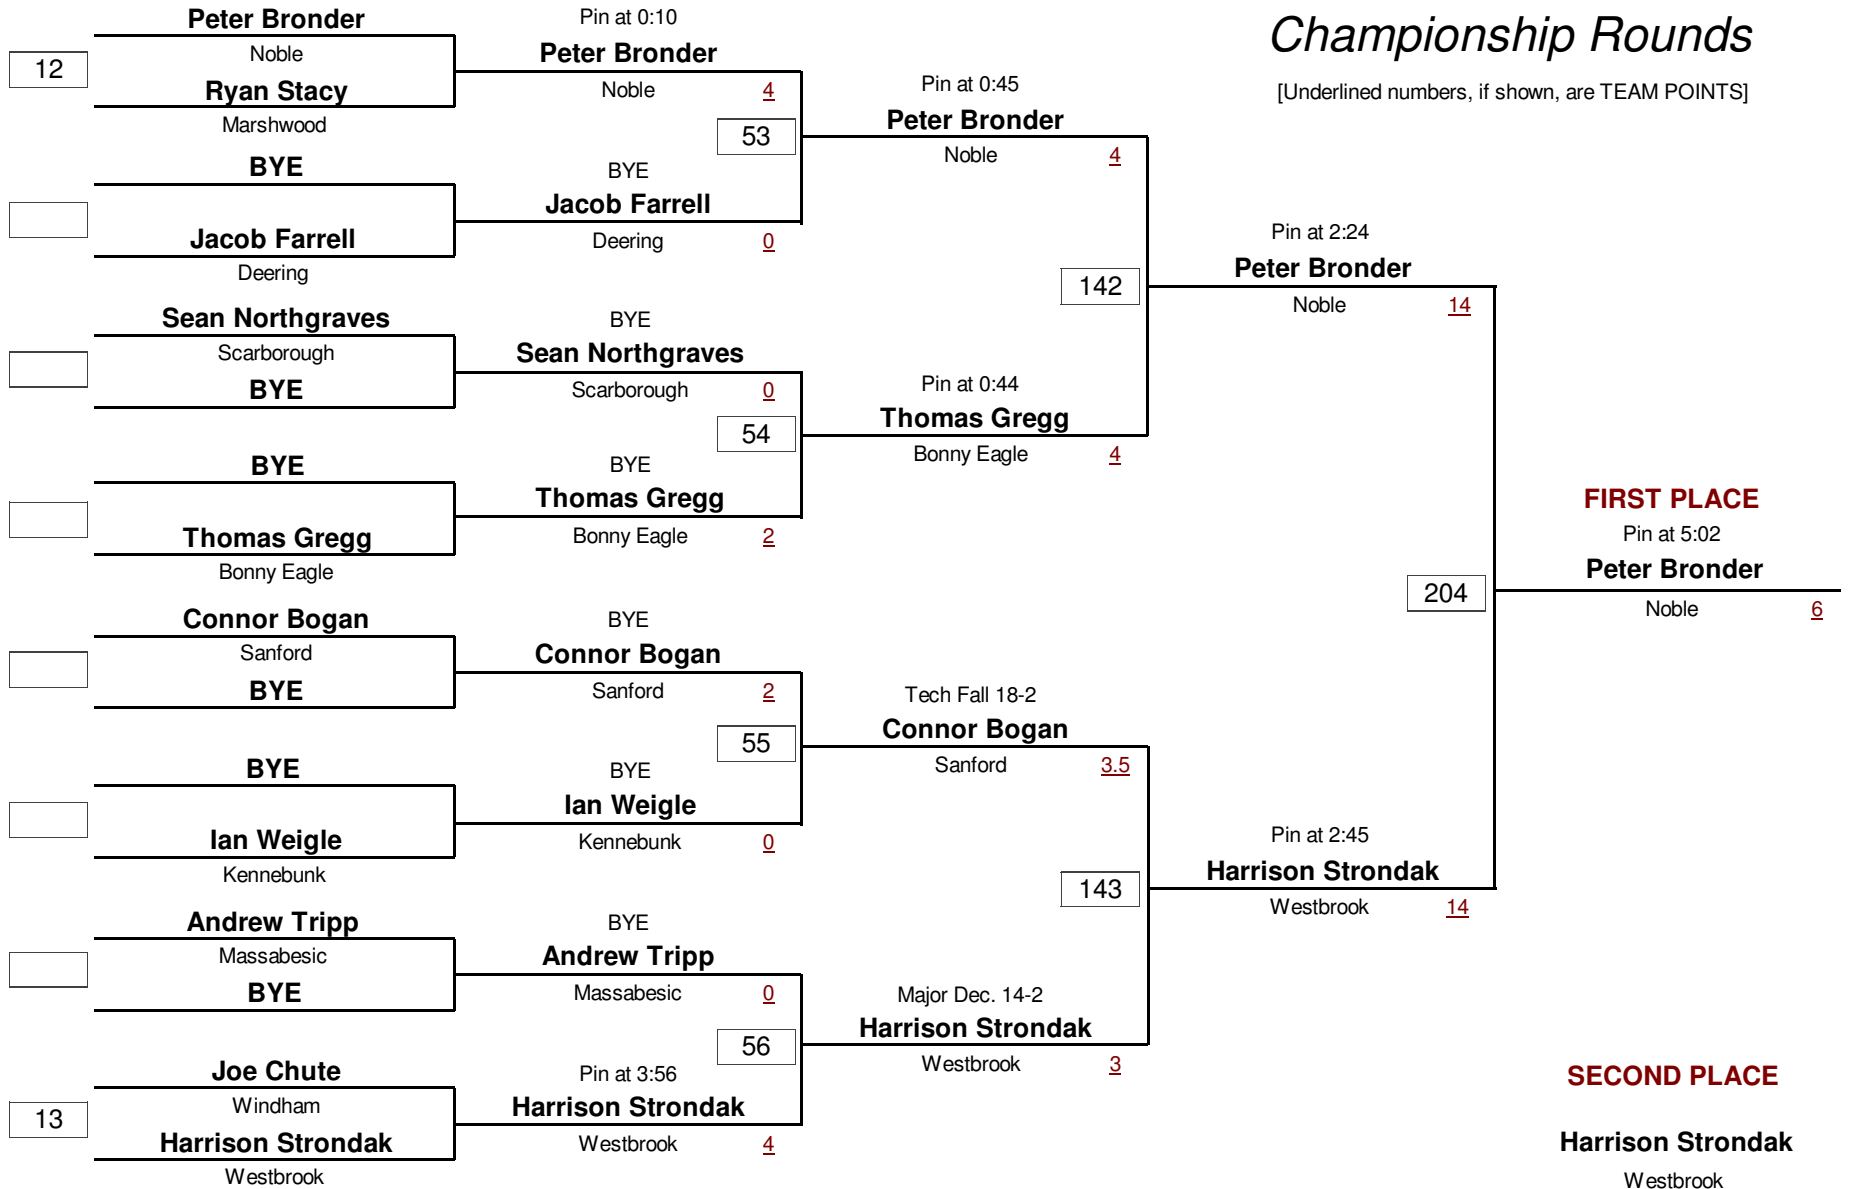 Championship Rounds
[Underlined numbers, if shown, are TEAM POINTS]
Peter Bronder
Noble
12
Ryan Stacy
Marshwood
BYE
Jacob Farrell
Deering
Sean Northgraves
Scarborough
BYE
BYE
Thomas Gregg
Bonny Eagle
Connor Bogan
Sanford
BYE
BYE
Ian Weigle
Kennebunk
Andrew Tripp
Massabesic
BYE
Joe Chute
13
Windham
Harrison Strondak
Westbrook
Pin at 0:10
Peter Bronder
Noble 4
53
BYE
Jacob Farrell
Deering 0
BYE
Sean Northgraves
Scarborough 0
54
BYE
Thomas Gregg
Bonny Eagle 2
BYE
Connor Bogan
Sanford 2
55
BYE
Ian Weigle
Kennebunk 0
BYE
Andrew Tripp
Massabesic 0
56
Pin at 3:56
Harrison Strondak
Westbrook 4
Pin at 0:45
Peter Bronder
Noble 4
142
Pin at 0:44
Thomas Gregg
Bonny Eagle 4
Tech Fall 18-2
Connor Bogan
Sanford 3.5
143
Major Dec. 14-2
Harrison Strondak
Westbrook 3
Pin at 2:24
Peter Bronder
Noble 14
204
Pin at 2:45
Harrison Strondak
Westbrook 14
FIRST PLACE
Pin at 5:02
Peter Bronder
Noble 6
SECOND PLACE
Harrison Strondak
Westbrook